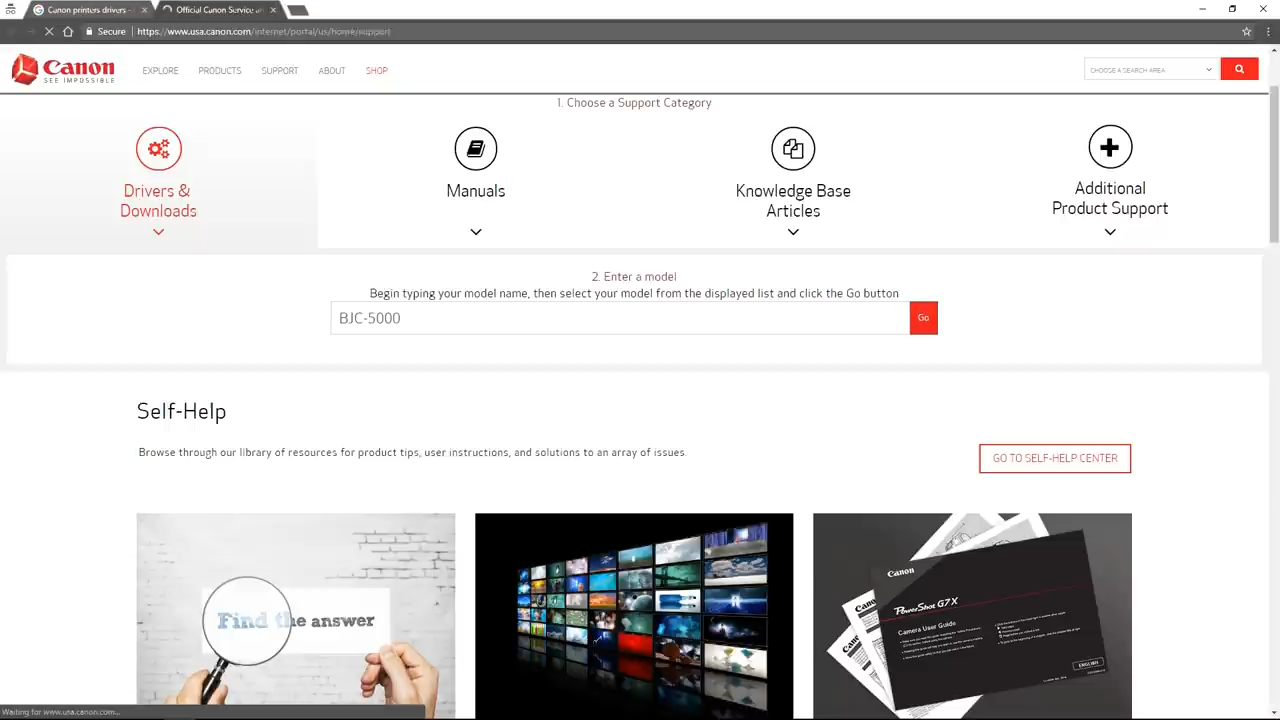 Canon printers drivers -
Official Canon Service a
Secure
https://www.usa.canon.com/internet/portal/us/home/support
Canon
SEE IMPOSSIBLE
EXPLORE
PRODUCTS
SUPPORT
ABOUT
SHOP
CHOOSE A SEARCH AREA
1. Choose a Support Category
Drivers &
Downloads
Manuals
Knowledge Base
Articles
Additional
Product Support
2. Enter a model
Begin typing your model name, then select your model from the displayed list and click the Go button
BJC-5000
Go
Self-Help
Browse through our library of resources for product tips, user instructions, and solutions to an array of issues.
GO TO SELF-HELP CENTER
Find the answer
Canon
PowerShot G7X
Camera User Guide
ENGLISH
Waiting for www.usa.canon.com...